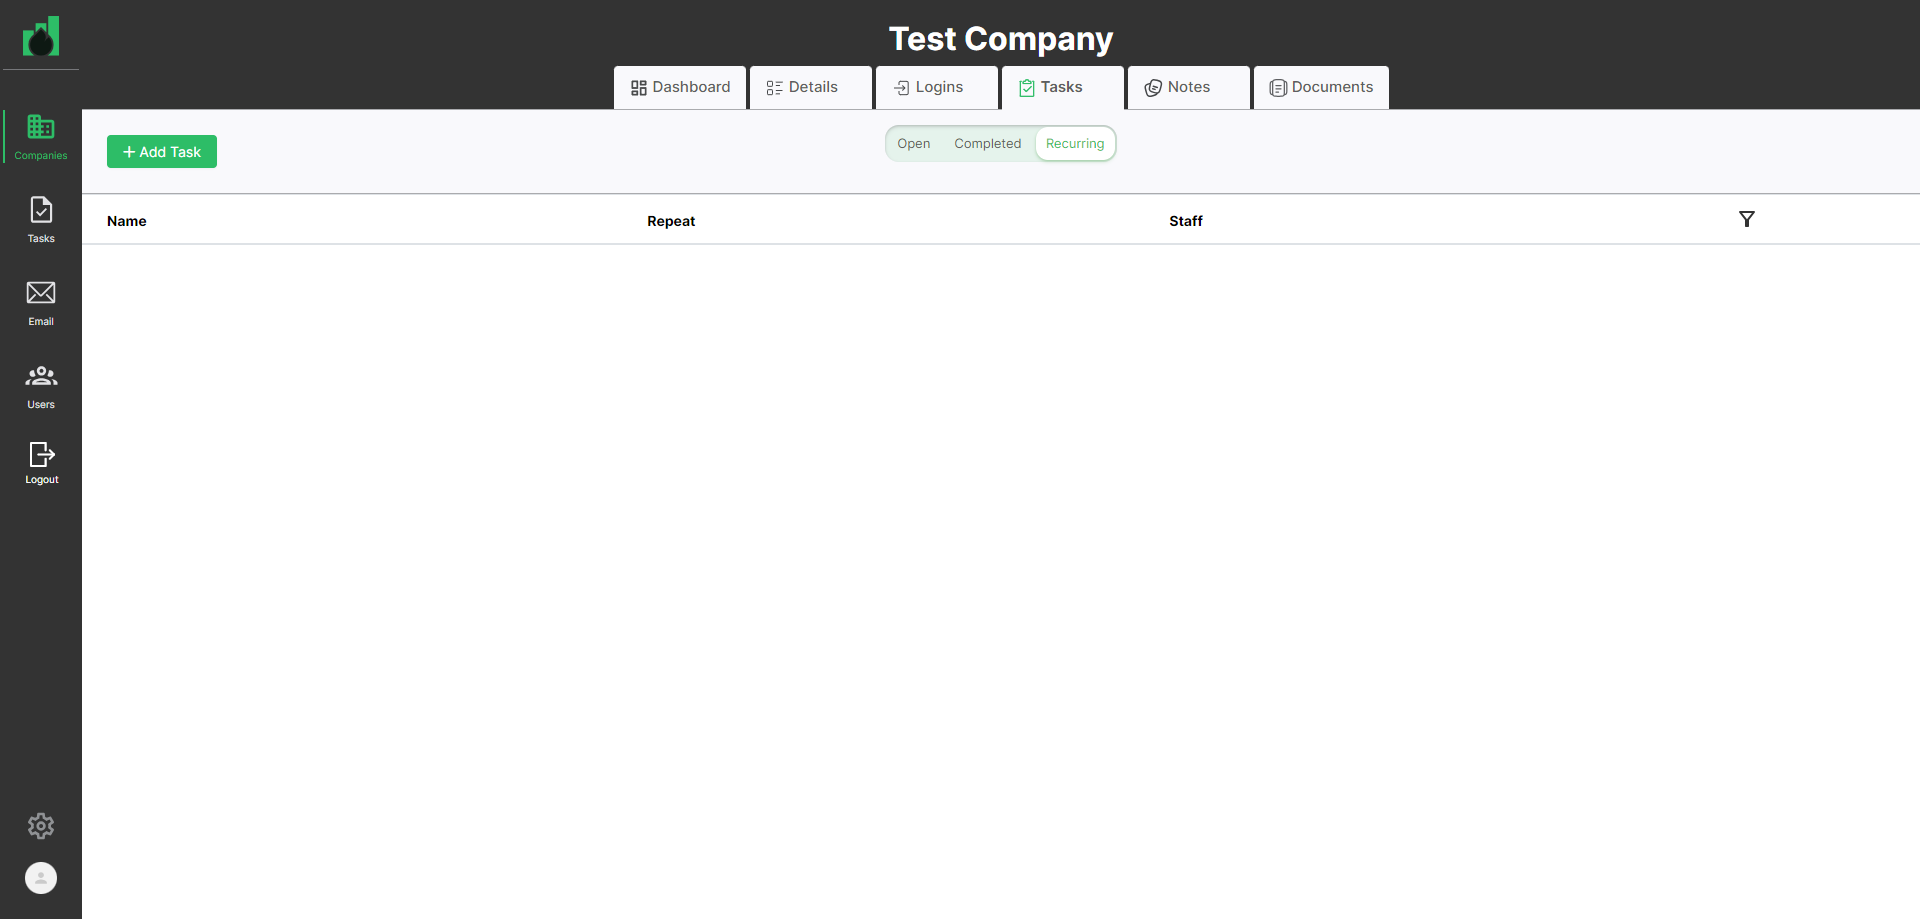 Test Company
Dashboard Details Logins Tasks Notes Documents
Companies
Tasks
Email
Users
Logout
+ Add Task
Open Completed Recurring
Name Repeat Staff